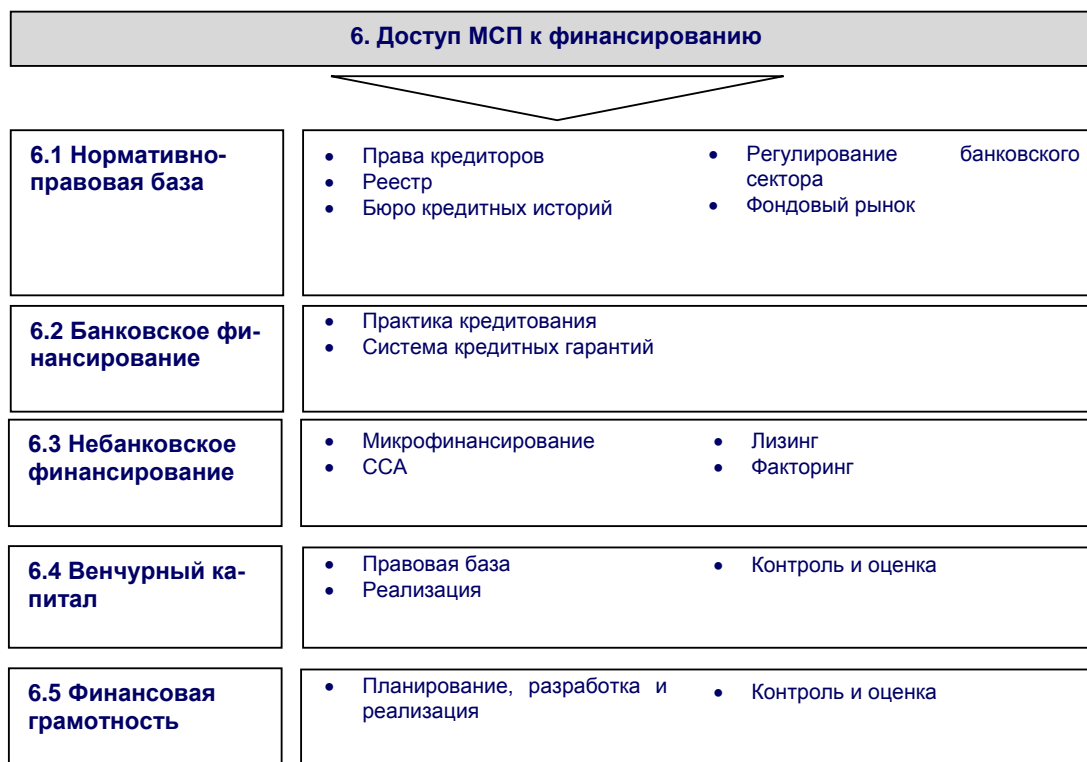 6. Доступ МСП к финансированию
6.1 Нормативно-
правовая база
• Права кредиторов
• Реестр
• Бюро кредитных историй
• Регулирование банковского
сектора
• Фондовый рынок
6.2 Банковское фи-
нансирование
• Практика кредитования
• Система кредитных гарантий
6.3 Небанковское
финансирование
• Микрофинансирование
• ССА
• Лизинг
• Факторинг
6.4 Венчурный ка-
питал
• Правовая база
• Реализация
• Контроль и оценка
6.5 Финансовая
грамотность
• Планирование, разработка и
реализация
• Контроль и оценка